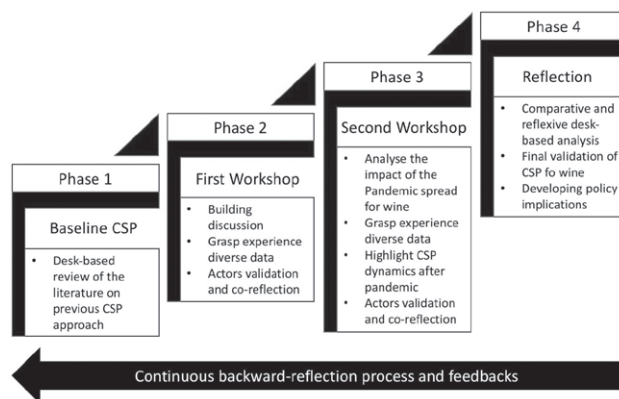 Phase 1
Baseline CSP
• Desk-based
review of the
literature on
previous CSP
approach
Phase 2
First Workshop
• Building
discussion
• Grasp experience
diverse data
• Actors validation
and co-reflection
Phase 3
Second Workshop
• Analyse the
impact of the
Pandemic spread
for wine
• Grasp experience
diverse data
• Highlight CSP
dynamics after
pandemic
• Actors validation
and co-reflection
Phase 4
Reflection
• Comparative and
reflexive desk-
based analysis
• Final validation of
CSP fo wine
• Developing policy
implications
Continuous backward-reflection process and feedbacks